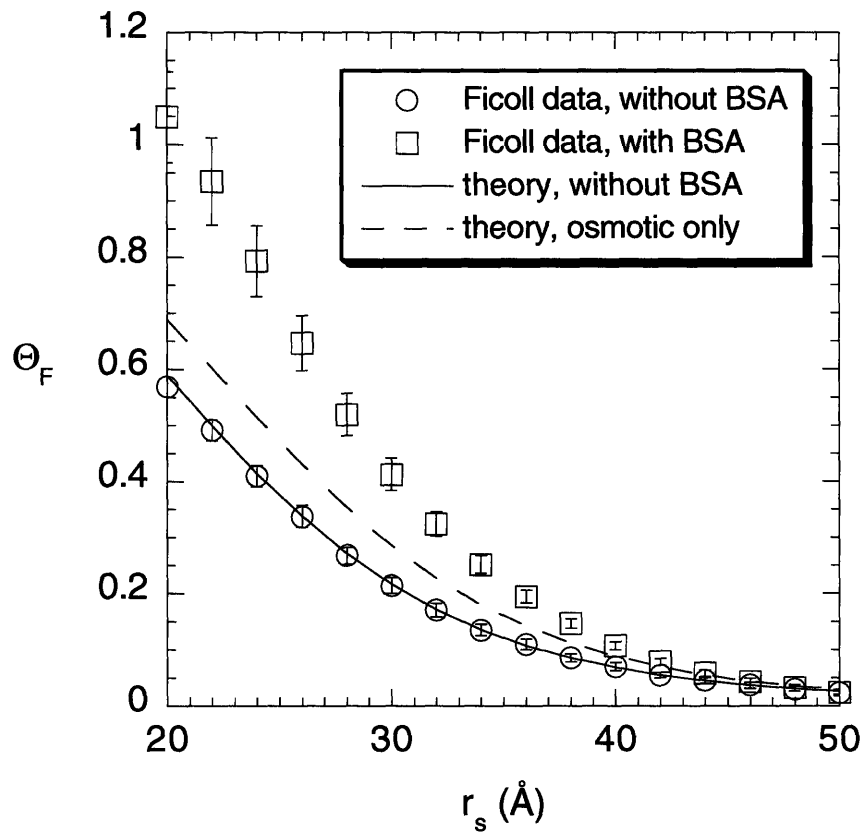 1.2
1
0.8
0.6
0.4
0.2
0
Θ_F
Ficoll data, without BSA
Ficoll data, with BSA
theory, without BSA
theory, osmotic only
20 30 40 50
r_s (Å)